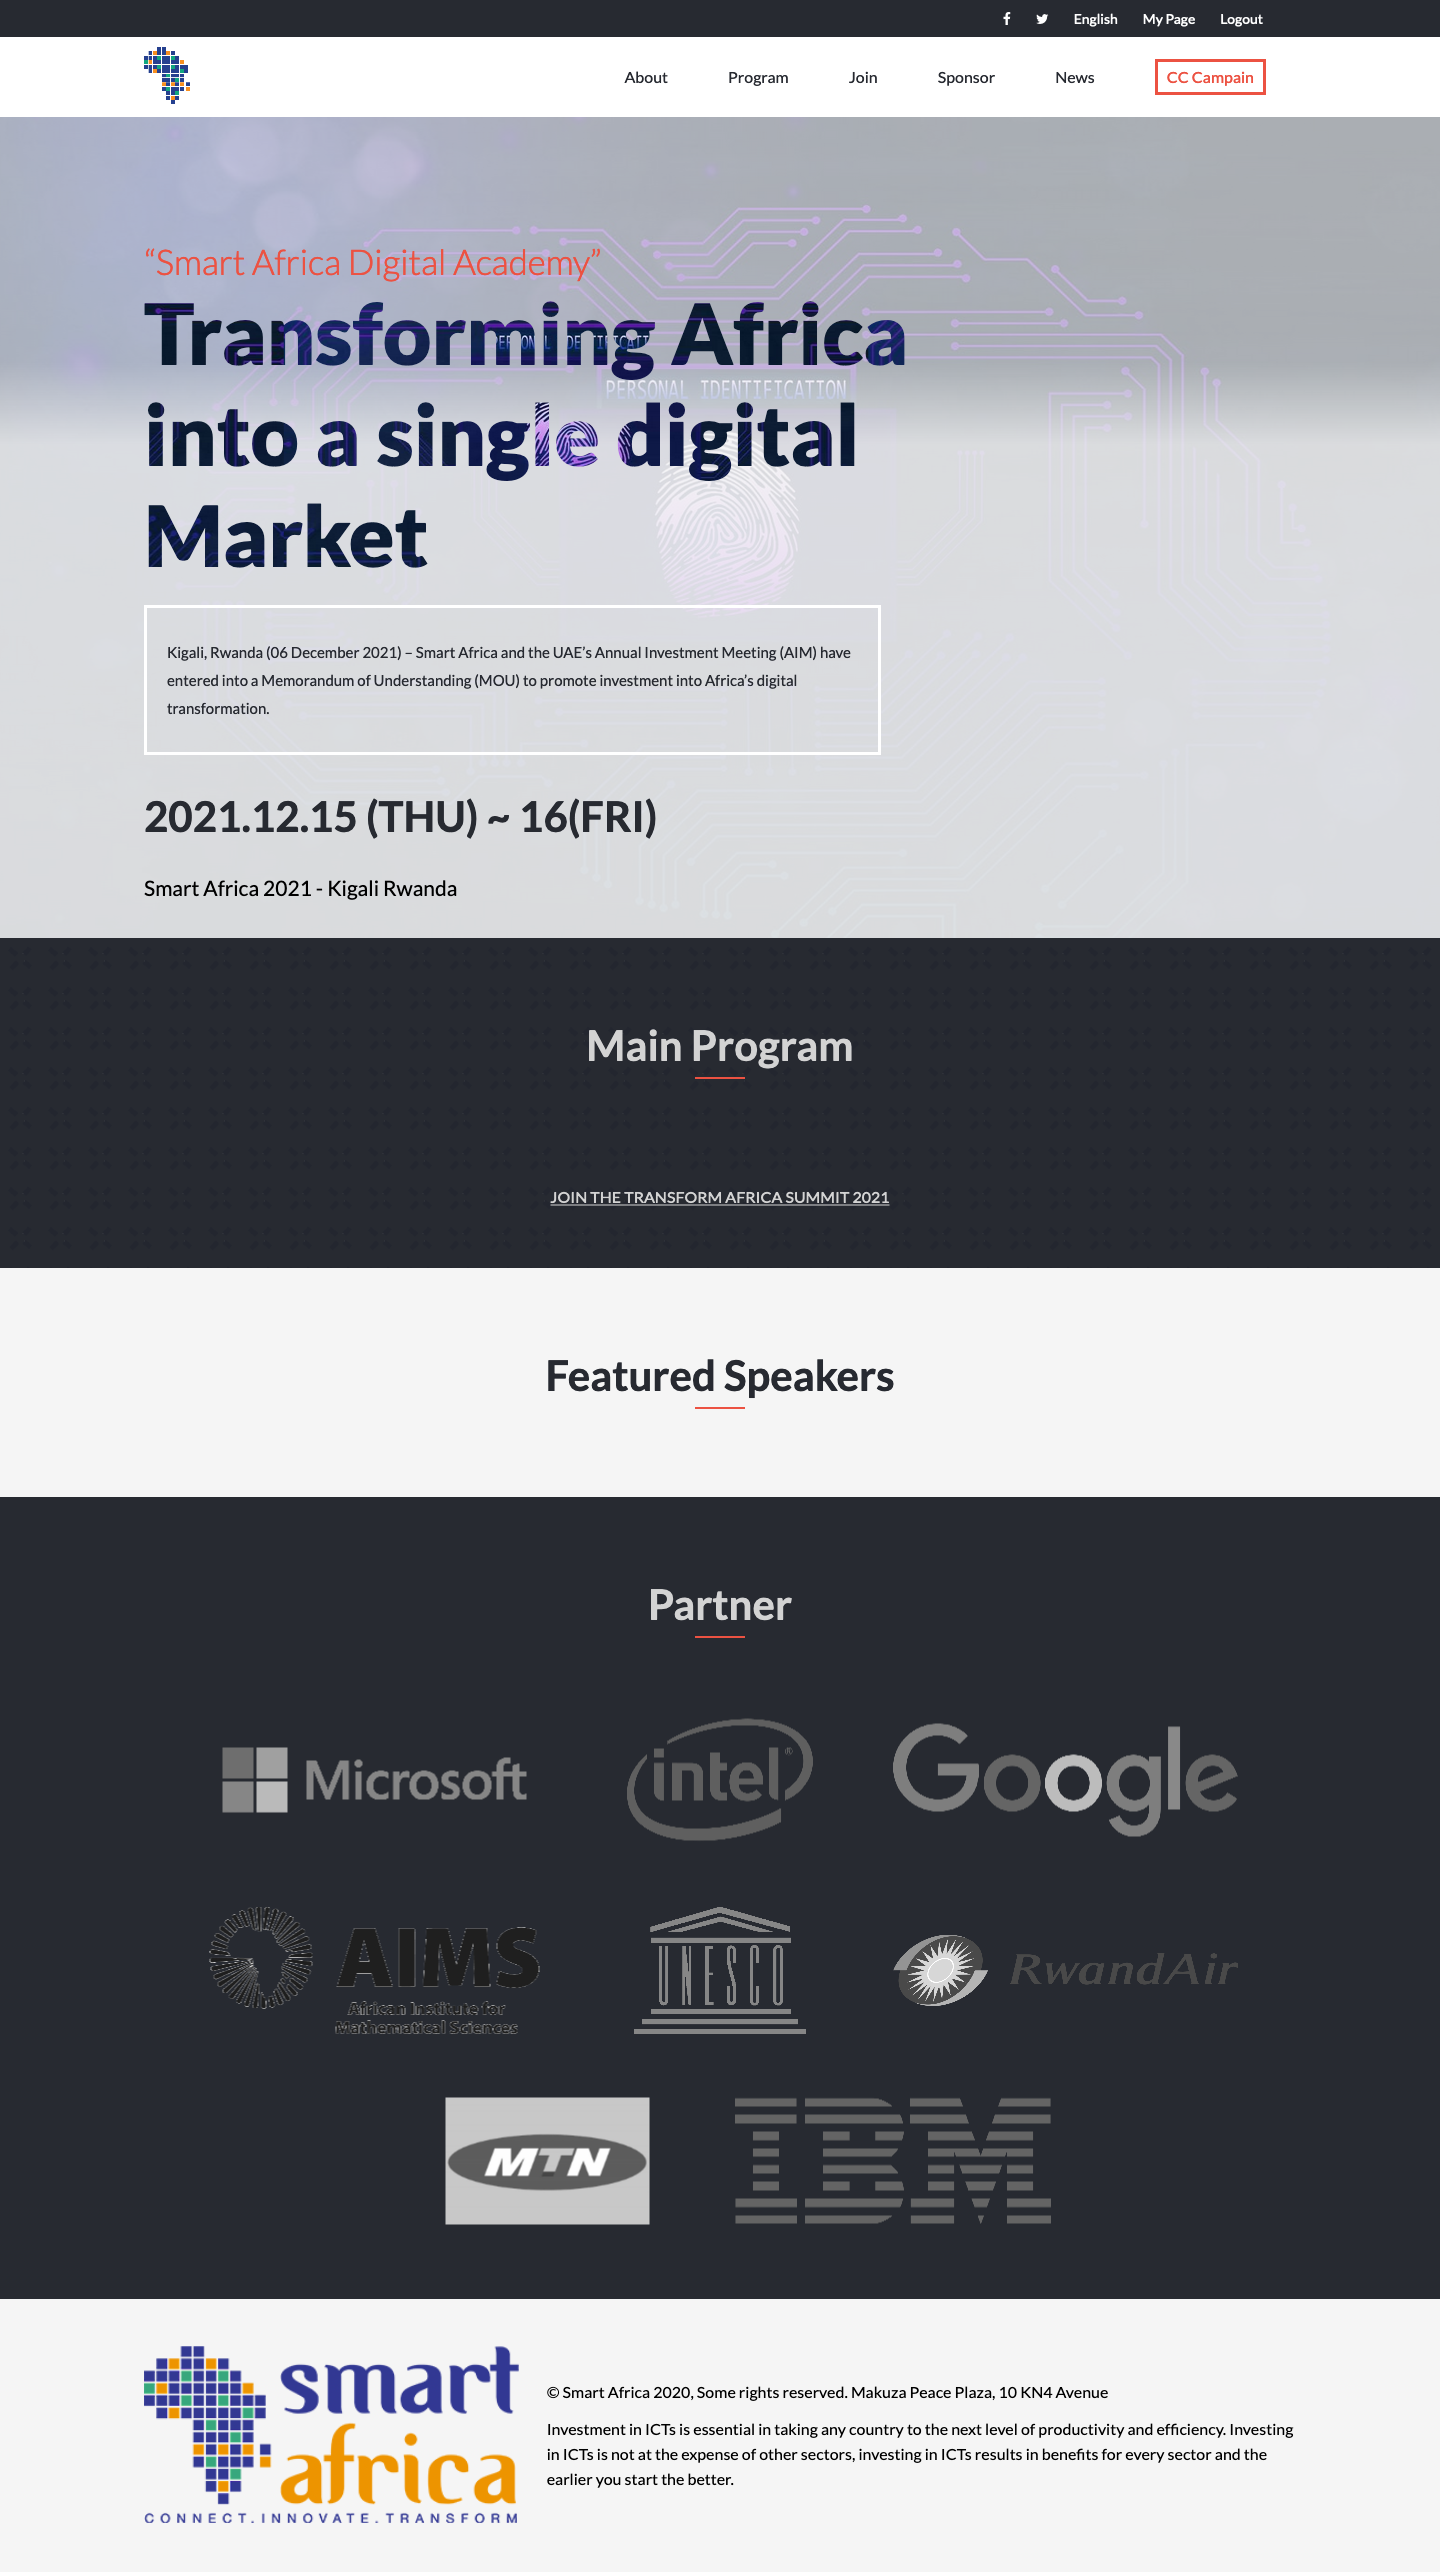 English My Page Logout
About Program Join Sponsor News CC Campain
“Smart Africa Digital Academy”
Transforming Africa
into a single digital
Market
PERSONAL IDENTIFICATI
PERSONAL IDENTIFICATION
Kigali, Rwanda (06 December 2021) – Smart Africa and the UAE’s Annual Investment Meeting (AIM) have
entered into a Memorandum of Understanding (MOU) to promote investment into Africa’s digital
transformation.
2021.12.15 (THU) ~ 16(FRI)
Smart Africa 2021 - Kigali Rwanda
Main Program
JOIN THE TRANSFORM AFRICA SUMMIT 2021
Featured Speakers
Partner
Microsoft
intel®
Google
AIMS
African Institute for
Mathematical Sciences
UNESCO
RwandAir
MTN
IBM
smart
africa
CONNECT.INNOVATE.TRANSFORM
© Smart Africa 2020, Some rights reserved. Makuza Peace Plaza, 10 KN4 Avenue
Investment in ICTs is essential in taking any country to the next level of productivity and efficiency. Investing
in ICTs is not at the expense of other sectors, investing in ICTs results in benefits for every sector and the
earlier you start the better.